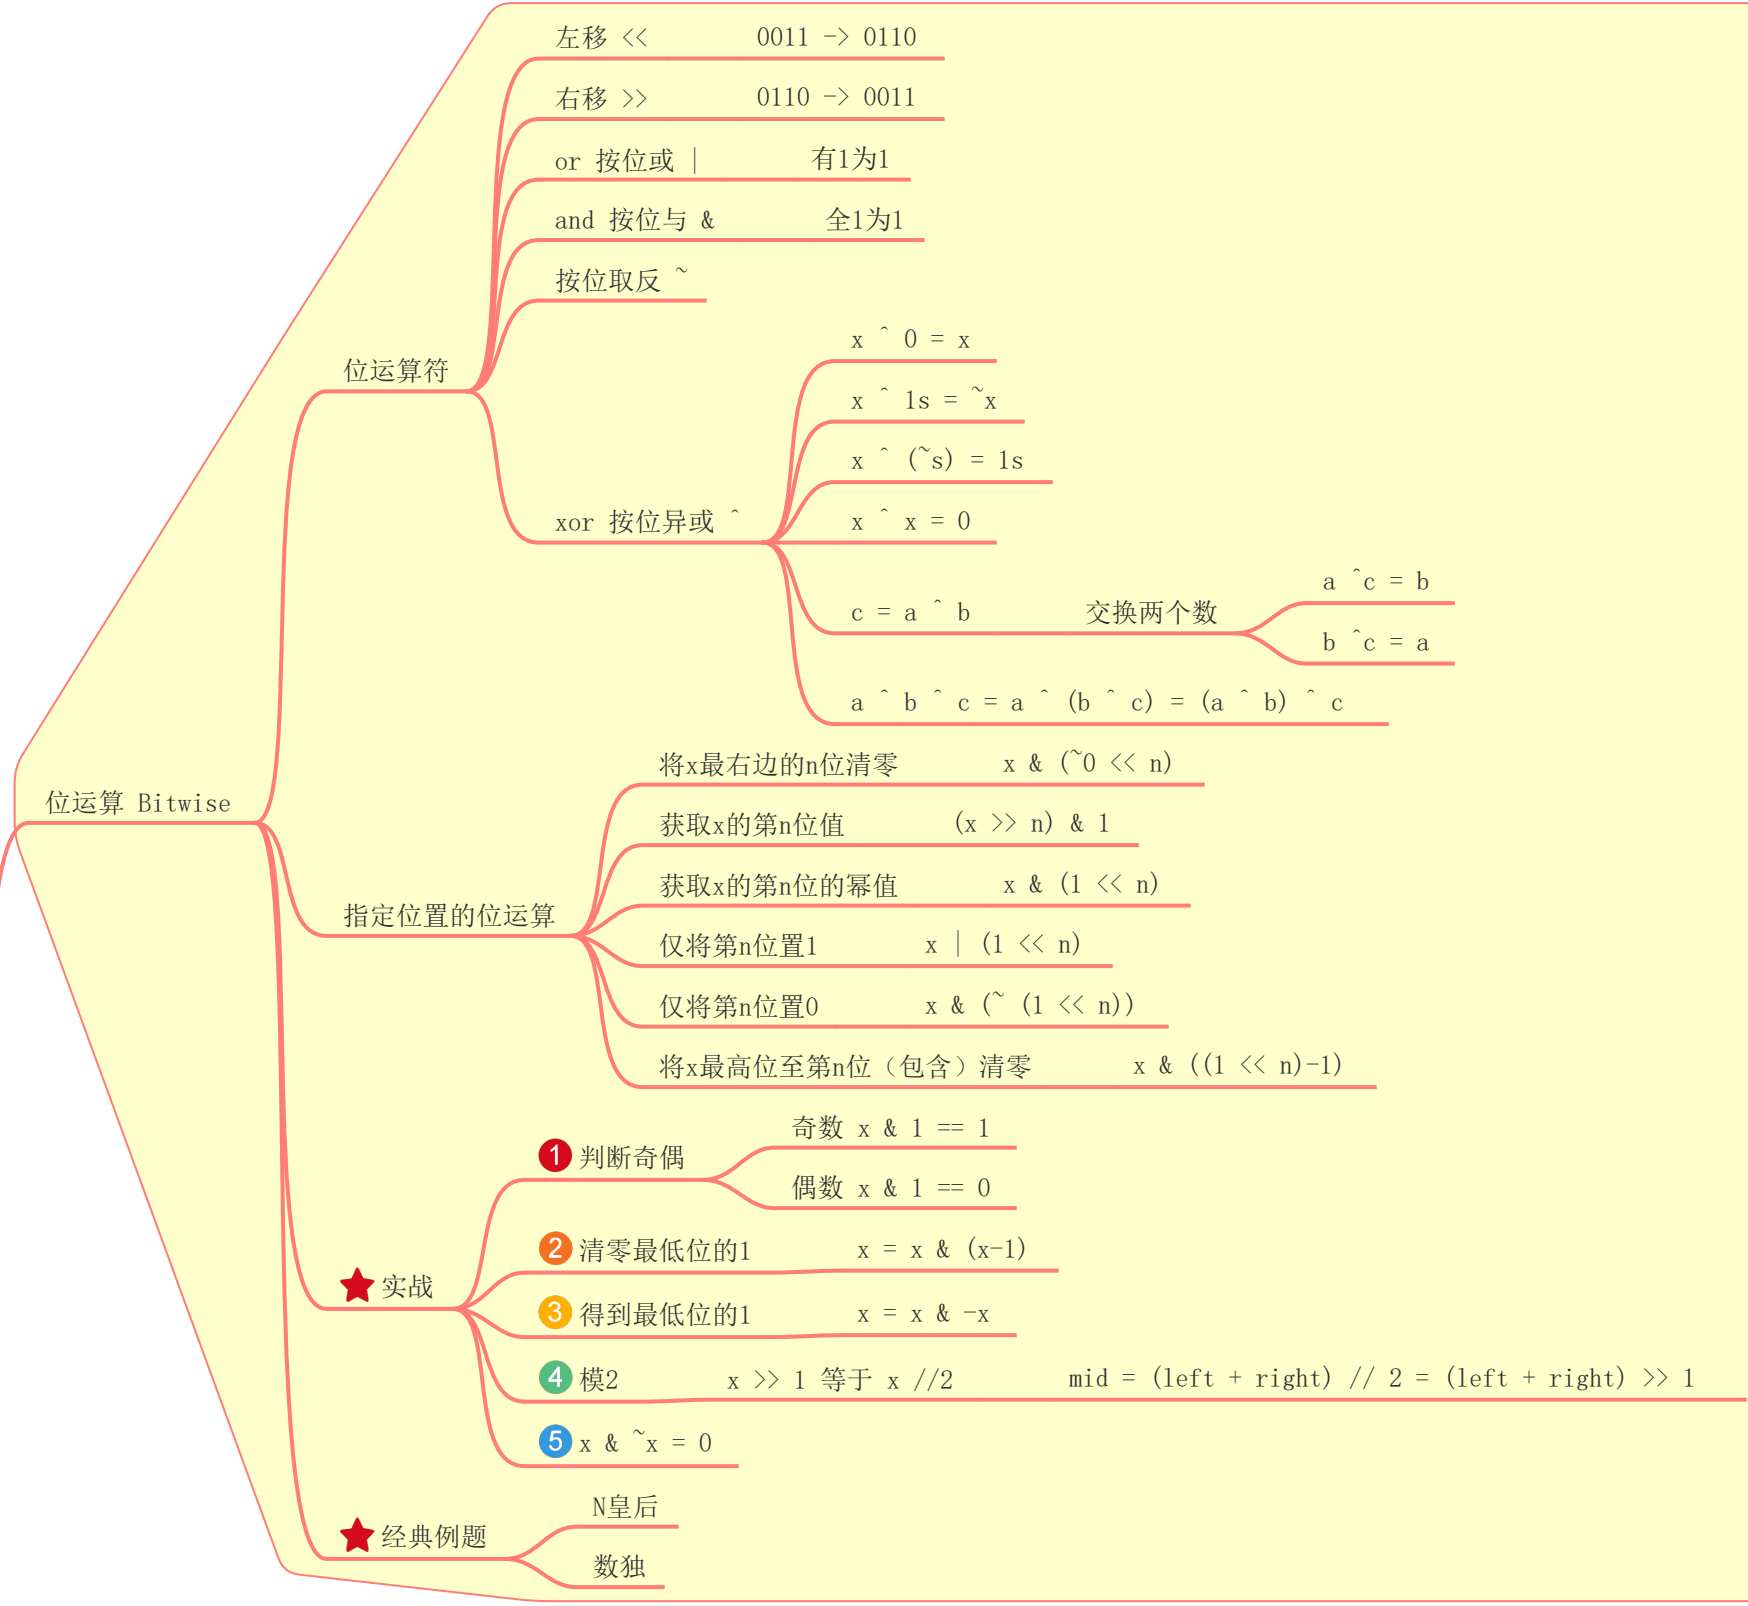 左移 << 0011 -> 0110
右移 >> 0110 -> 0011
or 按位或 | 有1为1
and 按位与 & 全1为1
按位取反 ~
位运算符
xor 按位异或 ^
x ^ 0 = x
x ^ 1s = ~x
x ^ (~s) = 1s
x ^ x = 0
c = a ^ b 交换两个数
a ^c = b
b ^c = a
a ^ b ^ c = a ^ (b ^ c) = (a ^ b) ^ c
位运算 Bitwise
指定位置的位运算
将x最右边的n位清零 x & (~0 << n)
获取x的第n位值 (x >> n) & 1
获取x的第n位的幂值 x & (1 << n)
仅将第n位置1 x | (1 << n)
仅将第n位置0 x & (~ (1 << n))
将x最高位至第n位（包含）清零 x & ((1 << n)-1)
实战
1 判断奇偶
奇数 x & 1 == 1
偶数 x & 1 == 0
2 清零最低位的1 x = x & (x-1)
3 得到最低位的1 x = x & -x
4 模2 x >> 1 等于 x //2 mid = (left + right) // 2 = (left + right) >> 1
5 x & ~x = 0
经典例题
N皇后
数独